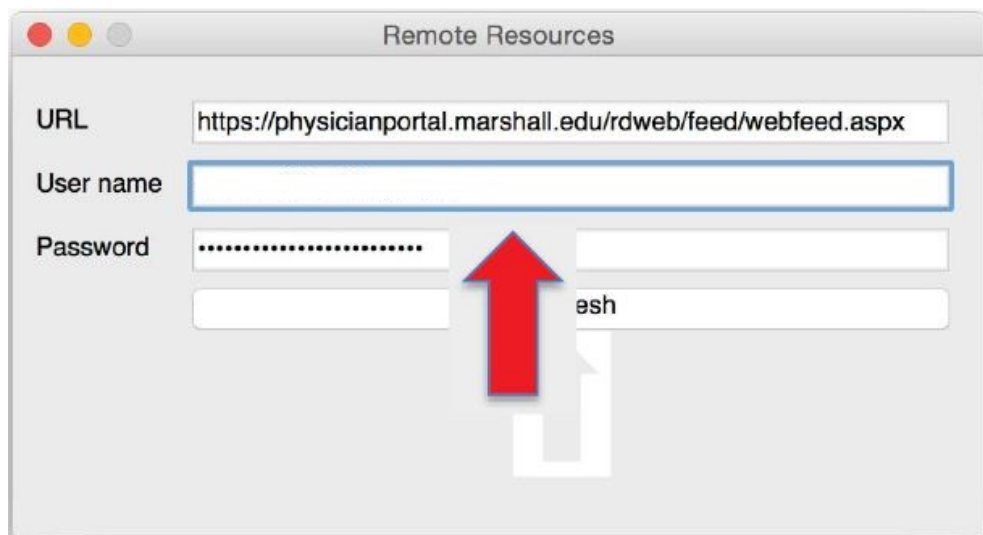 Remote Resources
URL https://physicianportal.marshall.edu/rdweb/feed/webfeed.aspx
User name
Password •••••••••••••••••••••••••
esh